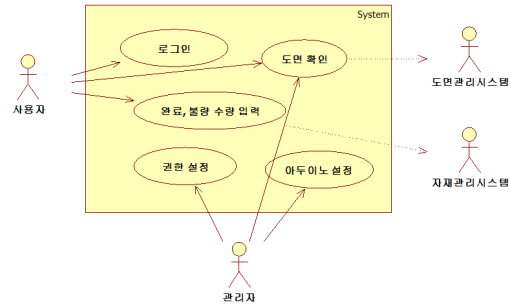 System
로그인
도면 확인
도면관리시스템
사용자
완료, 불량 수량 입력
권한 설정
아두이노 설정
자재관리시스템
관리자